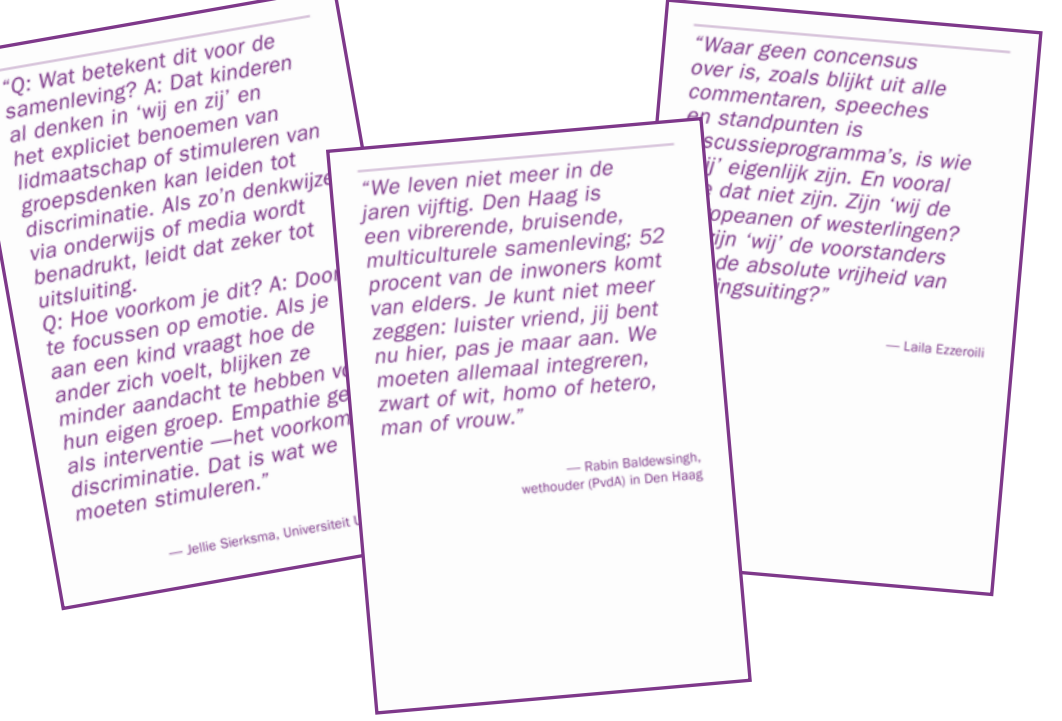 “Q: Wat betekent dit voor de
samenleving? A: Dat kinderen
al denken in ‘wij en zij’ en
het expliciet benoemen van
lidmaatschap of stimuleren van
groepsdenken kan leiden tot
discriminatie. Als zo’n denkwijze
via onderwijs of media wordt
benadrukt, leidt dat zeker tot
uitsluiting.
Q: Hoe voorkom je dit? A: Door
te focussen op emotie. Als je
aan een kind vraagt hoe de
ander zich voelt, blijken ze
minder aandacht te hebben
hun eigen groep. Empathie
als interventie —het
discriminatie. Dat is wat we
moeten stimuleren.”
— Jellie Sierksma, Universiteit
“We leven niet meer in de
jaren vijftig. Den Haag is
een vibrerende, bruisende,
multiculturele samenleving; 52
procent van de inwoners komt
van elders. Je kunt niet meer
zeggen: luister vriend, jij bent
nu hier, pas je maar aan. We
moeten allemaal integreren,
zwart of wit, homo of hetero,
man of vrouw.”
— Rabin Baldewsingh,
wethouder (PvdA) in Den Haag
“Waar geen concensus
over is, zoals blijkt uit alle
commentaren, speeches
en standpunten is
scussieprogramma’s, is wie
ij’ eigenlijk zijn. En vooral
dat niet zijn. Zijn ‘wij de
opeanen of westerlingen?
ijn ‘wij’ de voorstanders
de absolute vrijheid van
ingsuiting?”
— Laila Ezzeroili